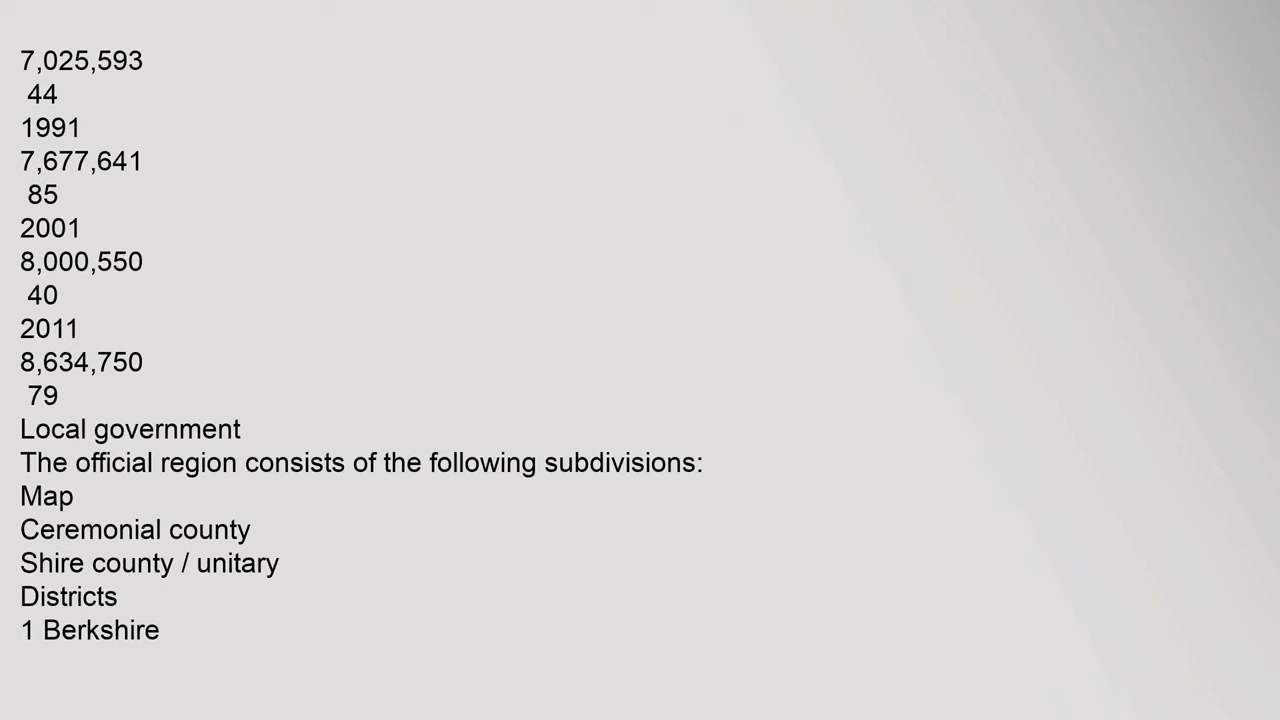 7,025,593
44
1991
7,677,641
85
2001
8,000,550
40
2011
8,634,750
79
Local government
The official region consists of the following subdivisions:
Map
Ceremonial county
Shire county / unitary
Districts
1 Berkshire